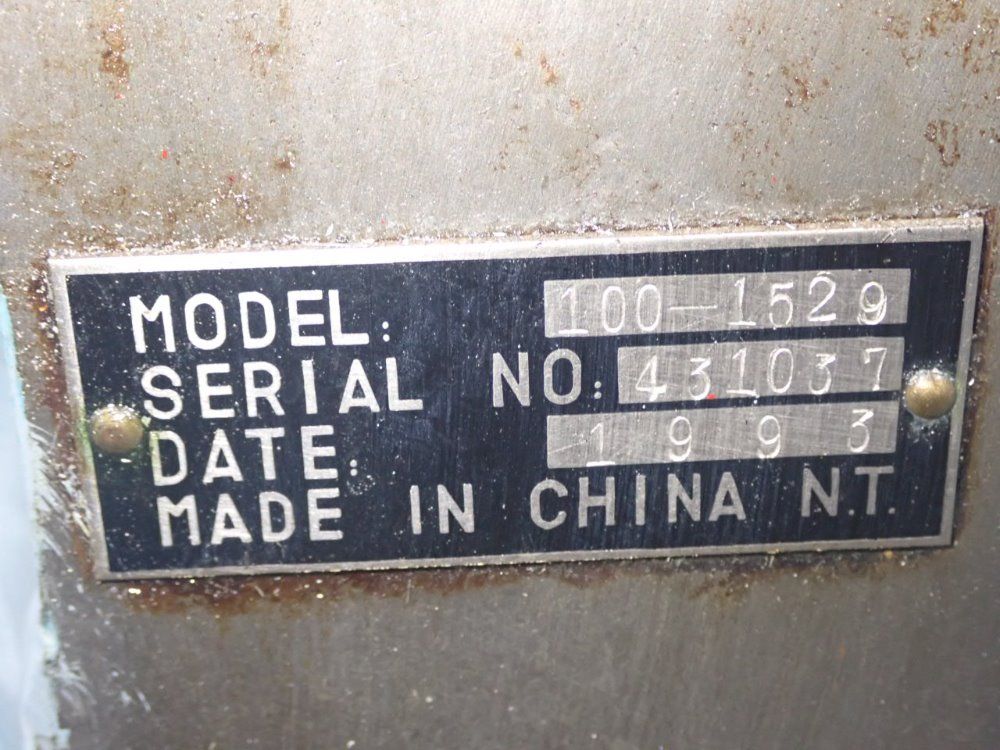 MODEL: 100-1529
SERIAL NO: 431037
DATE: 1993
MADE IN CHINA N.T.